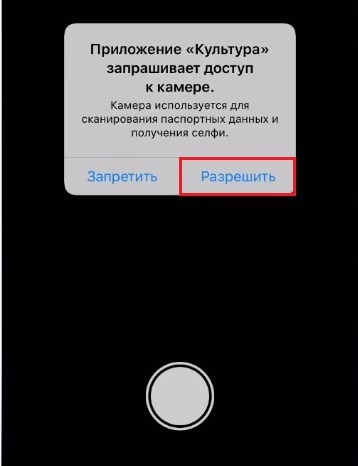 Приложение «Культура»
запрашивает доступ
к камере.
Камера используется для
сканирования паспортных данных и
получения селфи.
Запретить Разрешить